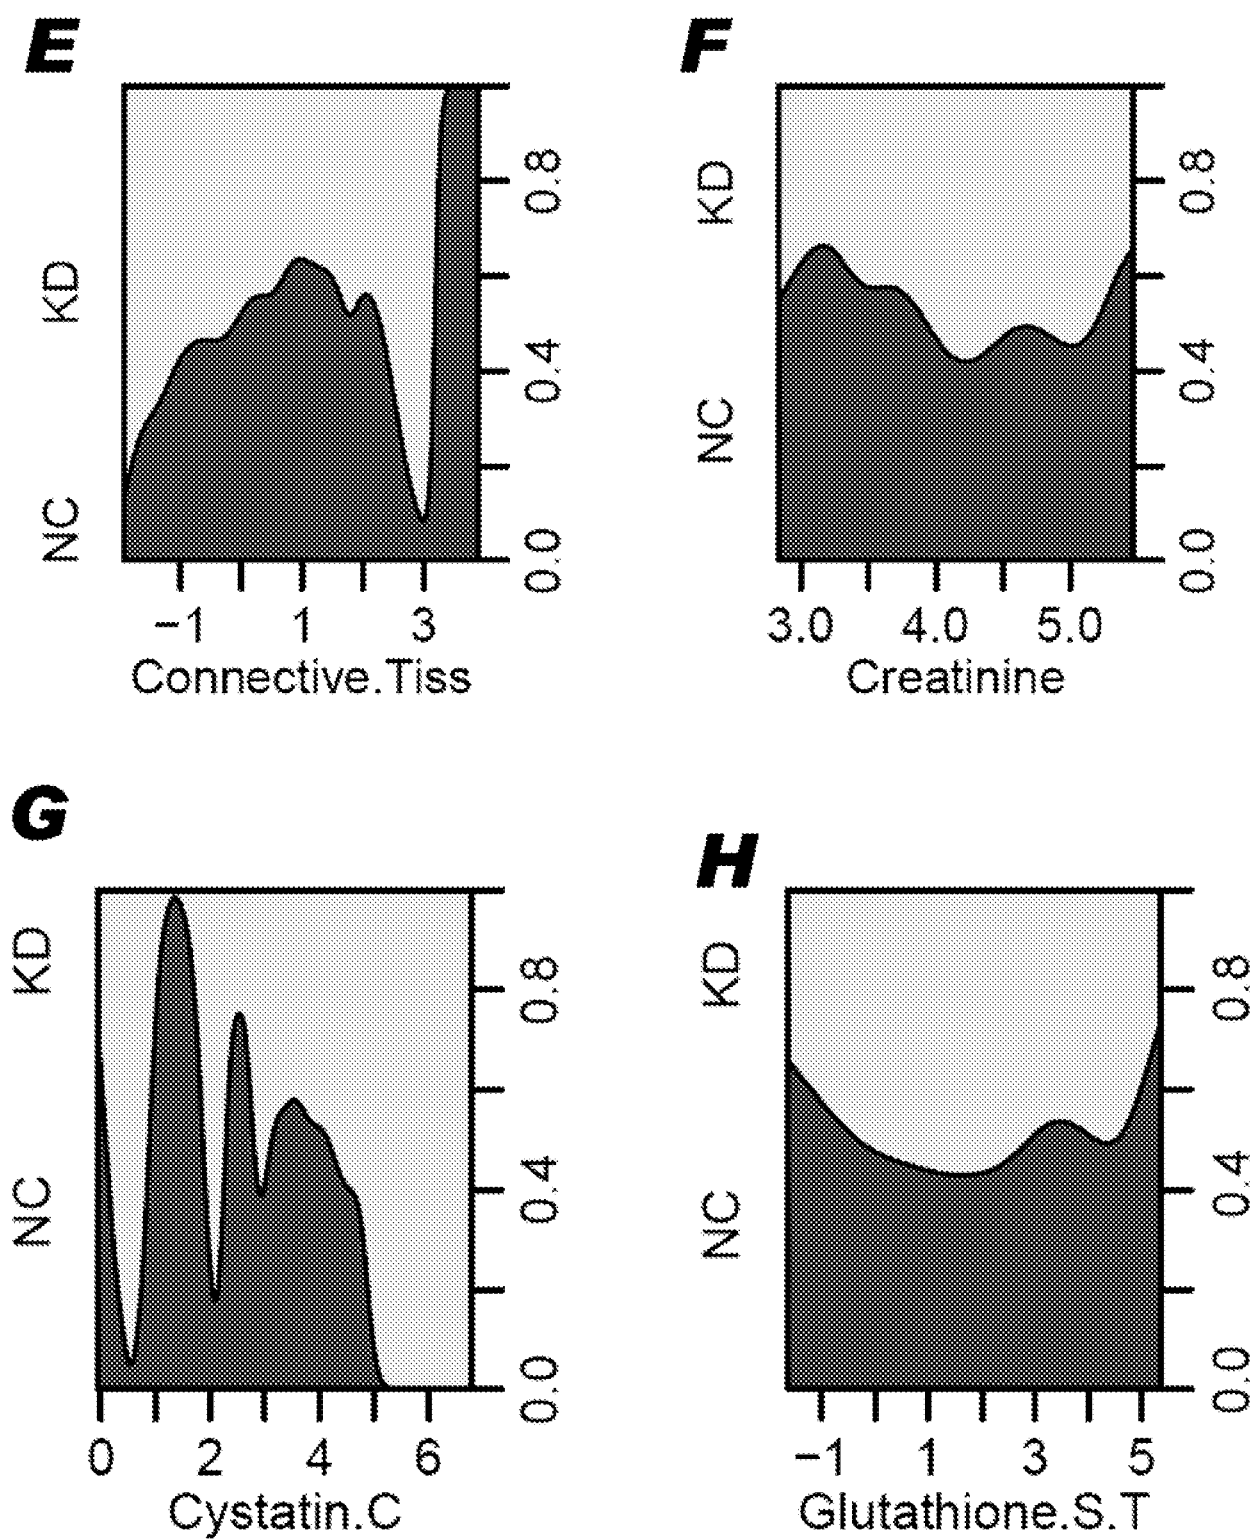 E
KD
NC
0.8
0.4
0.0
−1 1 3
Connective.Tiss
F
KD
NC
0.8
0.4
0.0
3.0 4.0 5.0
Creatinine
G
KD
NC
0.8
0.4
0.0
0 2 4 6
Cystatin.C
H
KD
NC
0.8
0.4
0.0
−1 1 3 5
Glutathione.S.T